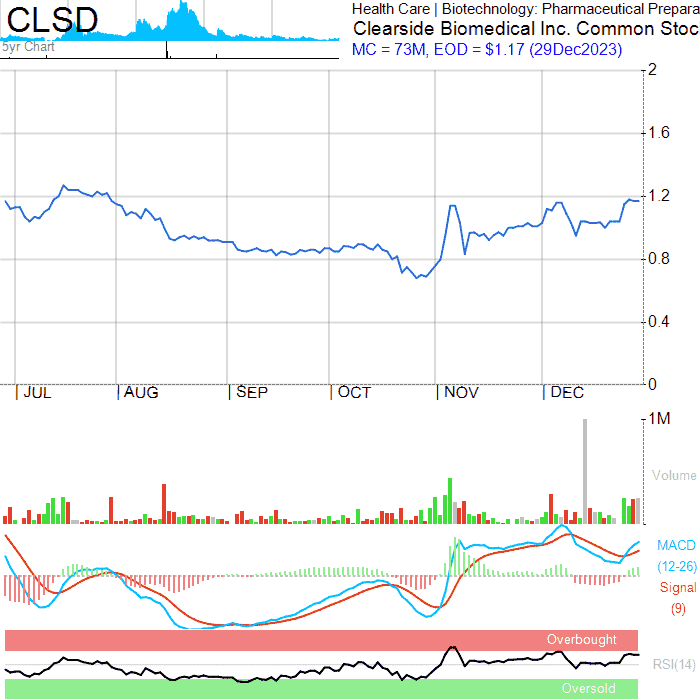 CLSD
5yr Chart
Health Care | Biotechnology: Pharmaceutical Prepara
Clearside Biomedical Inc. Common Stoc
MC = 73M, EOD = $1.17 (29Dec2023)
2
1.6
1.2
0.8
0.4
0
| JUL | AUG | SEP | OCT | NOV | DEC
1M
Volume
MACD
(12-26)
Signal
(9)
Overbought
RSI(14)
Oversold